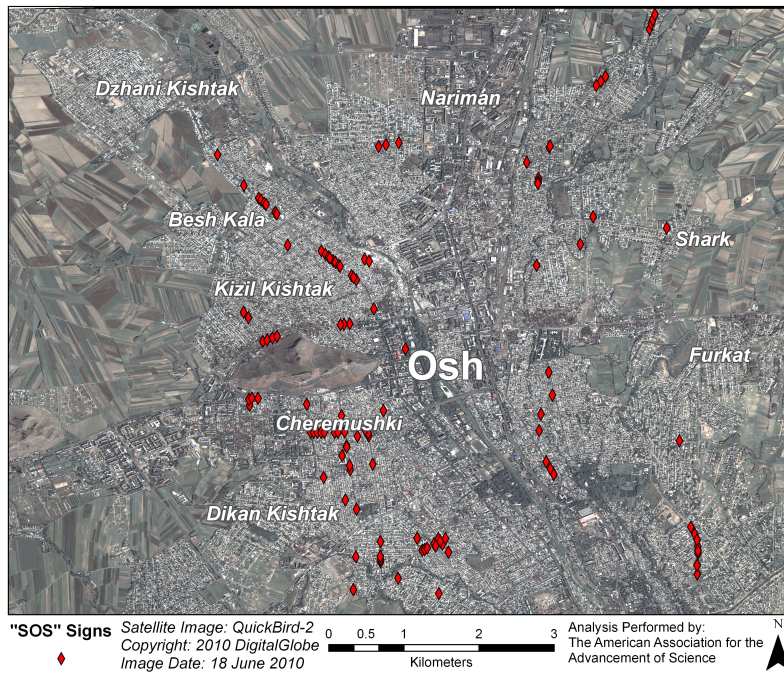 Dzhani Kishtak
Narimán
Besh Kala
Shark
Kizil Kishtak
Osh
Furkat
Cheremushki
Dikan Kishtak
"SOS" Signs
Satellite Image: QuickBird-2
Copyright: 2010 DigitalGlobe
Image Date: 18 June 2010
0 0.5 1 2 3
Kilometers
Analysis Performed by:
The American Association for the
Advancement of Science
N